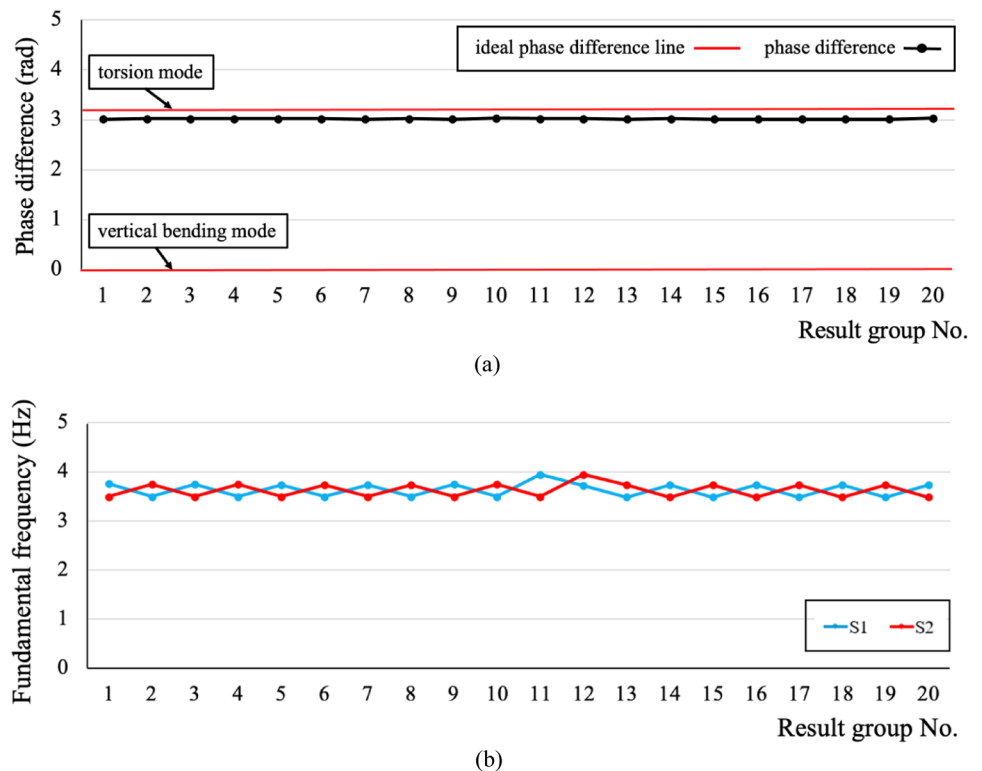 5
ideal phase difference line
phase difference
Phase difference (rad)
4
torsion mode
3
2
1
vertical bending mode
0
1 2 3 4 5 6 7 8 9 10 11 12 13 14 15 16 17 18 19 20
Result group No.
(a)
Fundamental frequency (Hz)
5
4
3
2
1
S1 S2
0
1 2 3 4 5 6 7 8 9 10 11 12 13 14 15 16 17 18 19 20
Result group No.
(b)